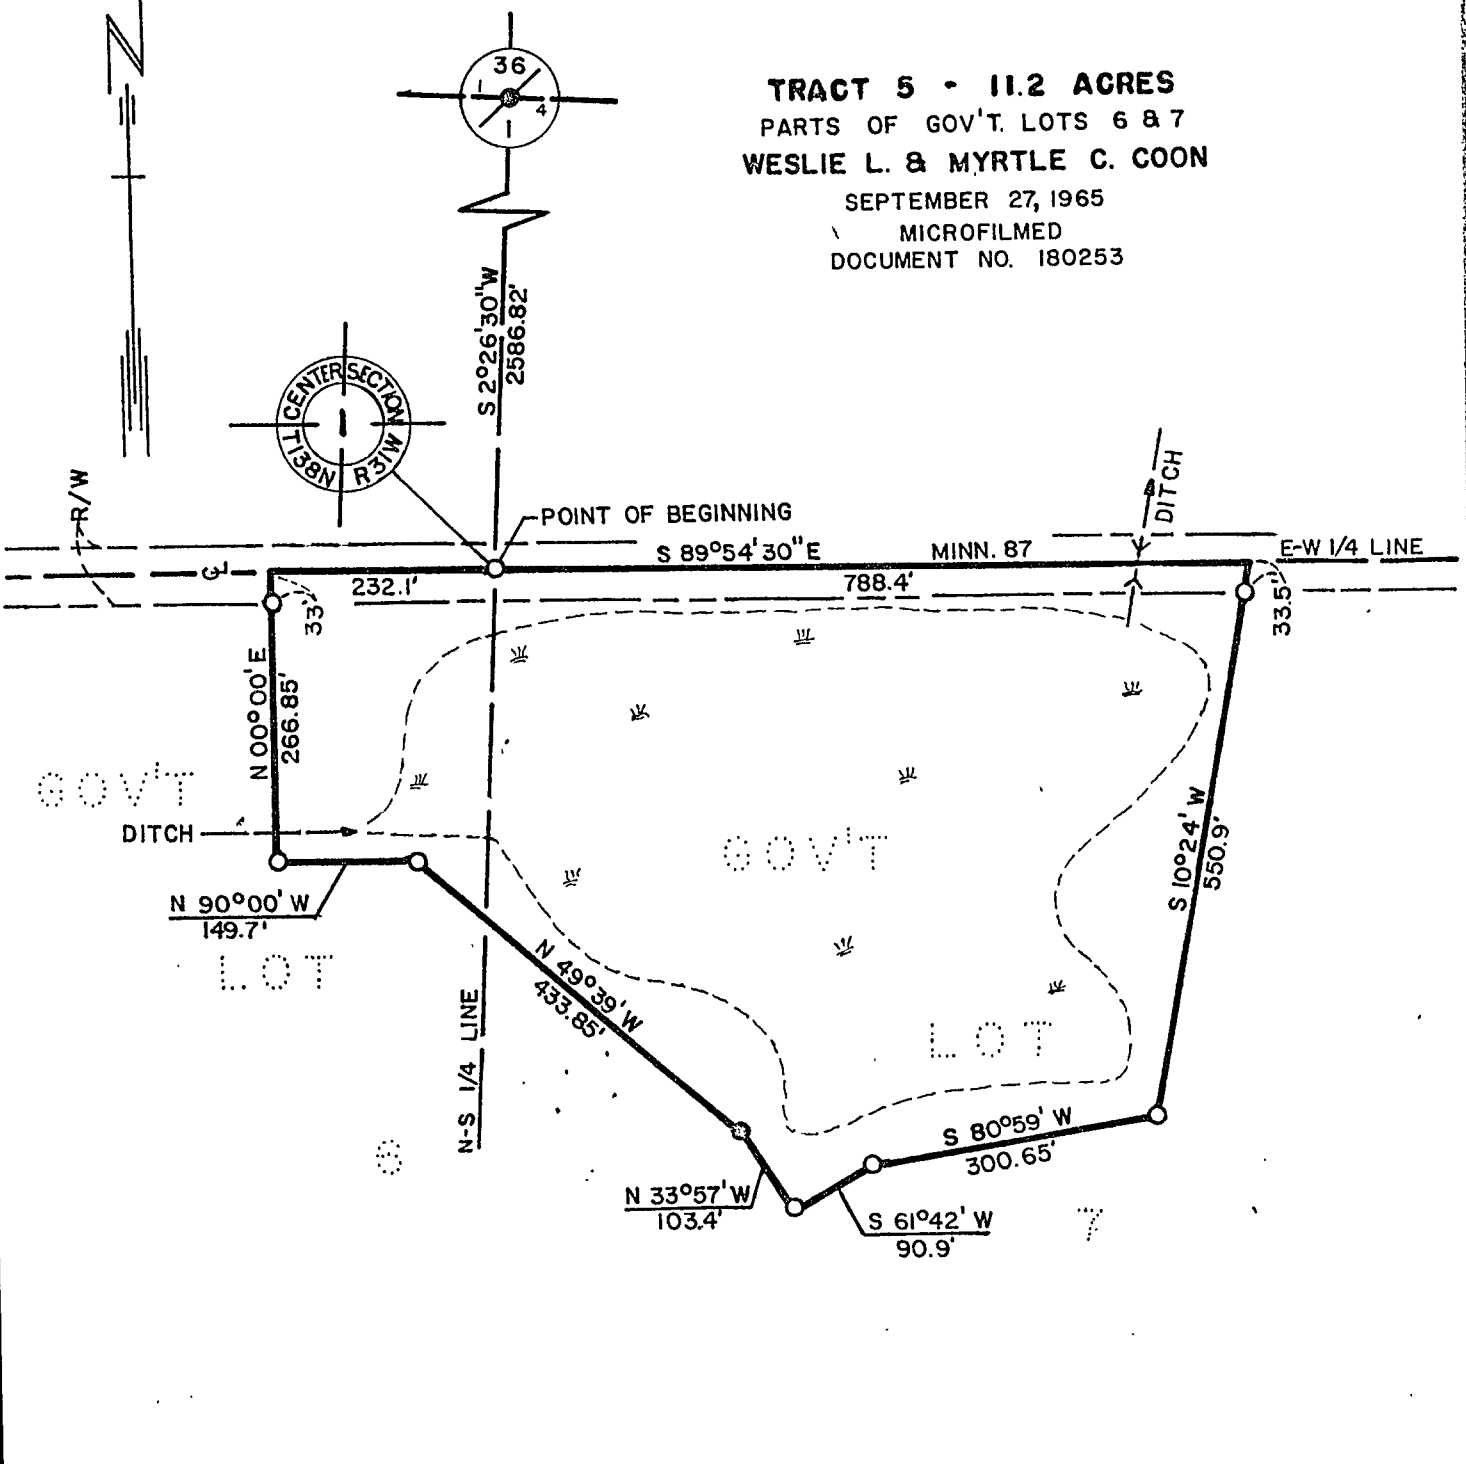 N
36
1
4
1
TRACT 5 - 11.2 ACRES
PARTS OF GOV'T. LOTS 6 & 7
WESLIE L. & MYRTLE C. COON
SEPTEMBER 27, 1965
MICROFILMED
DOCUMENT NO. 180253
S 2°26'30"W
2586.82'
CENTER SECTION
1
T138N R31W
R/W
POINT OF BEGINNING
DITCH
S 89°54'30"E
MINN. 87
E-W 1/4 LINE
232.1'
788.4'
33'
33.5'
N 00°00'E
266.85'
GOV'T
DITCH
GOV'T
S 10°24' W
550.9'
N 90°00' W
149.7'
LOT
N 49°39' W
433.85'
N-S 1/4 LINE
LOT
6
S 80°59' W
300.65'
N 33°57' W
103.4'
S 61°42' W
90.9'
7